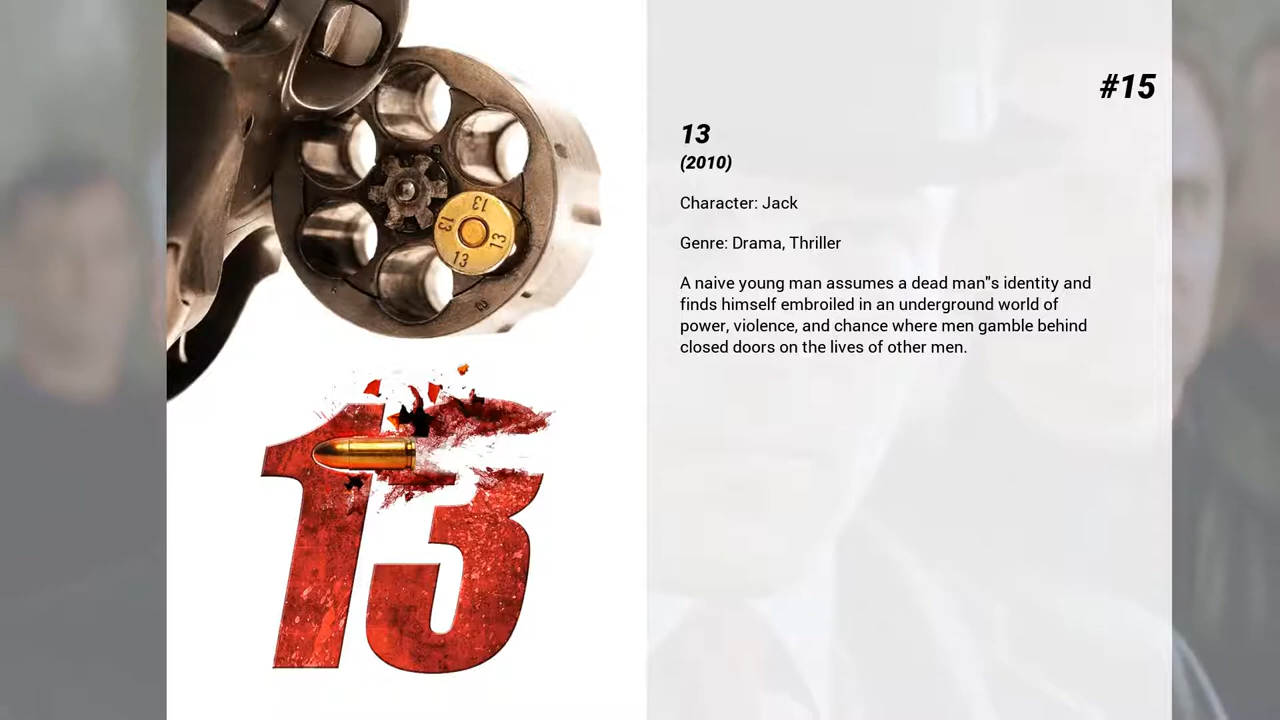 #15
13
(2010)
Character: Jack
Genre: Drama, Thriller
A naive young man assumes a dead man"s identity and
finds himself embroiled in an underground world of
power, violence, and chance where men gamble behind
closed doors on the lives of other men.
13
13
13
13
13